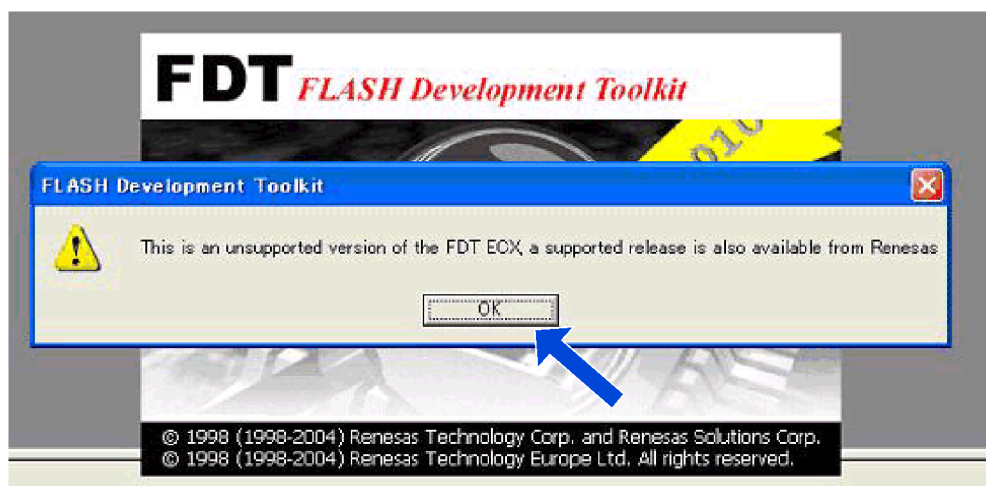 FDT FLASH Development Toolkit
010
FLASH Development Toolkit
This is an unsupported version of the FDT ECX, a supported release is also available from Renesas
OK
© 1998 (1998-2004) Renesas Technology Corp. and Renesas Solutions Corp.
© 1998 (1998-2004) Renesas Technology Europe Ltd. All rights reserved.